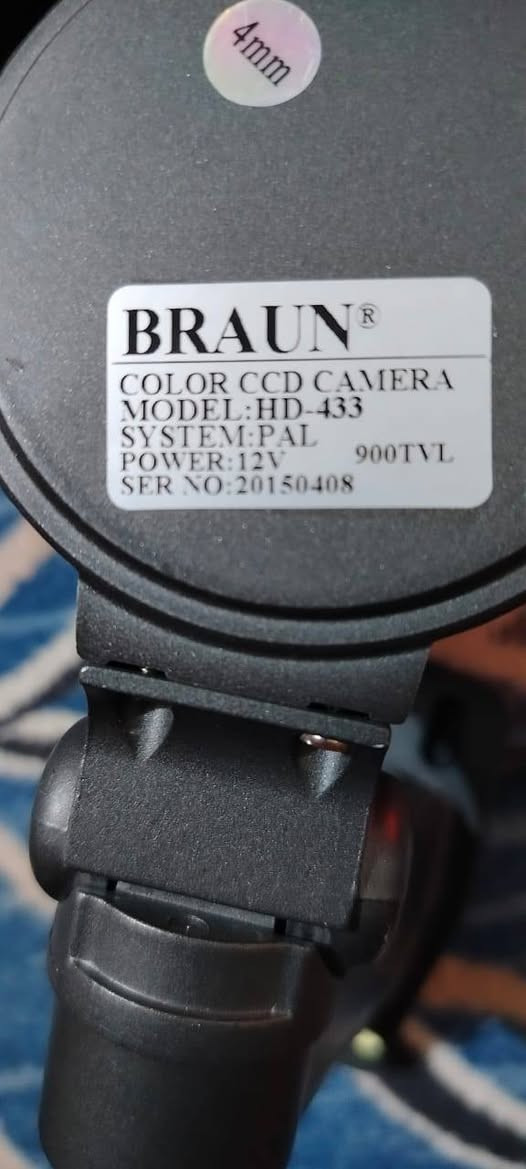 4mm
BRAUN®
COLOR CCD CAMERA
MODEL:HD-433
SYSTEM:PAL
POWER:12V 900TVL
SER NO:20150408